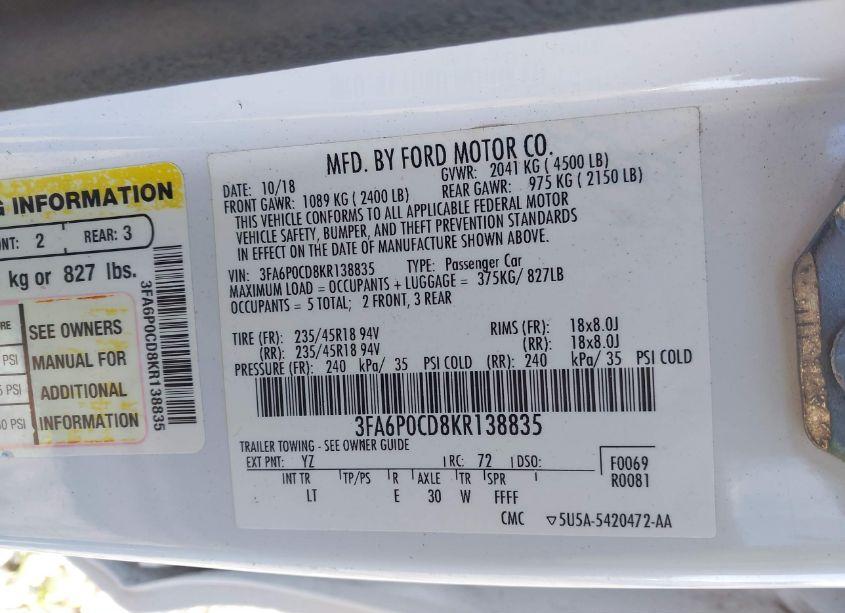 G INFORMATION
NT: 2 REAR: 3
kg or 827 lbs.
3FA6P0CD8KR138835
RE
PSI
5 PSI
60 PSI
SEE OWNERS
MANUAL FOR
ADDITIONAL
INFORMATION
MFD. BY FORD MOTOR CO.
DATE: 10/18 GVWR: 2041 KG ( 4500 LB)
FRONT GAWR: 1089 KG ( 2400 LB) REAR GAWR: 975 KG ( 2150 LB)
THIS VEHICLE CONFORMS TO ALL APPLICABLE FEDERAL MOTOR
VEHICLE SAFETY, BUMPER, AND THEFT PREVENTION STANDARDS
IN EFFECT ON THE DATE OF MANUFACTURE SHOWN ABOVE.
VIN: 3FA6P0CD8KR138835 TYPE: Passenger Car
MAXIMUM LOAD = OCCUPANTS + LUGGAGE = 375KG/ 827LB
OCCUPANTS = 5 TOTAL; 2 FRONT, 3 REAR
TIRE (FR): 235/45R18 94V RIMS (FR): 18x8.0J
(RR): 235/45R18 94V (RR): 18x8.0J
PRESSURE (FR): 240 kPa/ 35 PSI COLD (RR): 240 kPa/ 35 PSI COLD
3FA6P0CD8KR138835
TRAILER TOWING - SEE OWNER GUIDE
EXT PNT: YZ RC: 72 DSO:
F0069
R0081
INT TR TP/PS R AXLE TR SPR
LT E 30 W FFFF
CMC ▽5U5A-5420472-AA